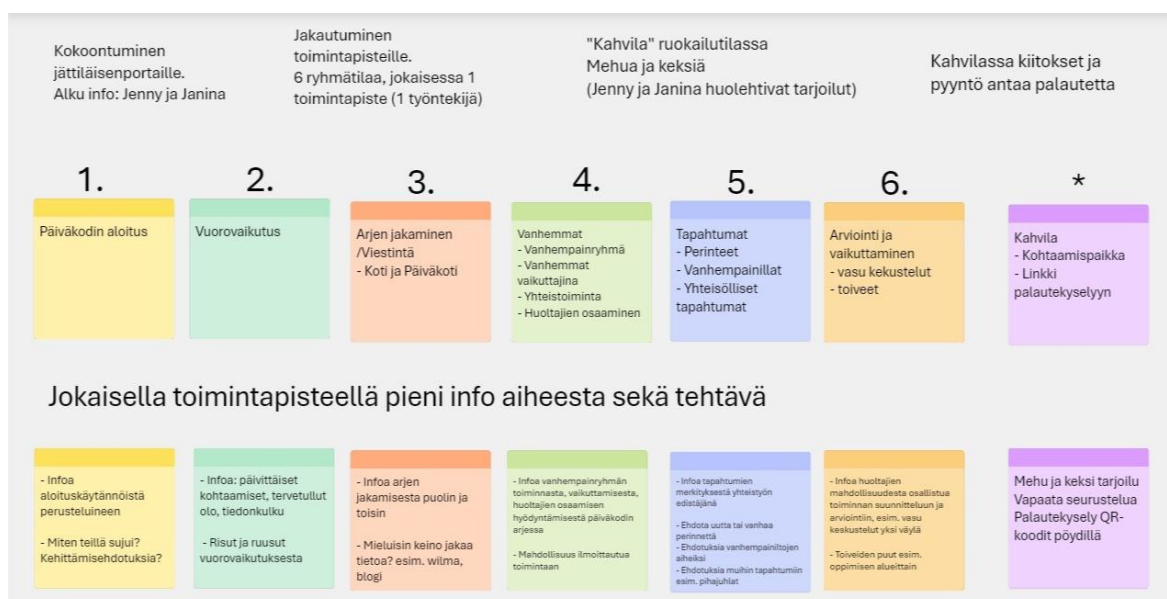 Kokoontuminen
jättiläisenportaille.
Alku info: Jenny ja Janina
Jakautuminen
toimintapisteille.
6 ryhmätilaa, jokaisessa 1
toimintapiste (1 työntekijä)
"Kahvila" ruokailutilassa
Mehua ja keksiä
(Jenny ja Janina huolehtivat tarjoilut)
Kahvilassa kiitokset ja
pyyntö antaa palautetta
1.
2.
3.
4.
5.
6.
*
Päiväkodin aloitus
Vuorovaikutus
Arjen jakaminen
/Viestintä
- Koti ja Päiväkoti
Vanhemmat
- Vanhempainryhmä
- Vanhemmat
vaikuttajina
- Yhteistoiminta
- Huoltajien osaaminen
Tapahtumat
- Perinteet
- Vanhempainillat
- Yhteisölliset
tapahtumat
Arviointi ja
vaikuttaminen
- vasu kekustelut
- toiveet
Kahvila
- Kohtaamispaikka
- Linkki
palautekyselyyn
Jokaisella toimintapisteellä pieni info aiheesta sekä tehtävä
- Infoa
aloituskäytännöistä
perusteluineen
- Miten teillä sujui?
Kehittämisehdotuksia?
- Infoa: päivittäiset
kohtaamiset, tervetullut
olo, tiedonkulku
- Risut ja ruusut
vuorovaikutuksesta
- Infoa arjen
jakamisesta puolin ja
toisin
- Mieluisin keino jakaa
tietoa? esim. wilma,
blogi
- Infoa vanhempainryhmän
toiminnasta, vaikuttamisesta,
huoltajien osaamisen
hyödyntämisestä päiväkodin
arjessa
- Mahdollisuus ilmoittautua
toimintaan
- Infoa tapahtumien
merkityksestä yhteistyön
edistäjänä
- Ehdota uutta tai vanhaa
perinnettä
- Ehdotuksia vanhempainiltojen
aiheiksi
- Ehdotuksia muihin tapahtumiin
esim. pihajuhlat
- Infoa huoltajien
mahdollisuudesta osallistua
toiminnan suunnitteluun ja
arviointiin, esim. vasu
keskustelut yksi väylä
- Toiveiden puut esim.
oppimisen alueittain
Mehu ja keksi tarjoilu
Vapaata seurustelua
Palautekysely QR-
koodit pöydillä